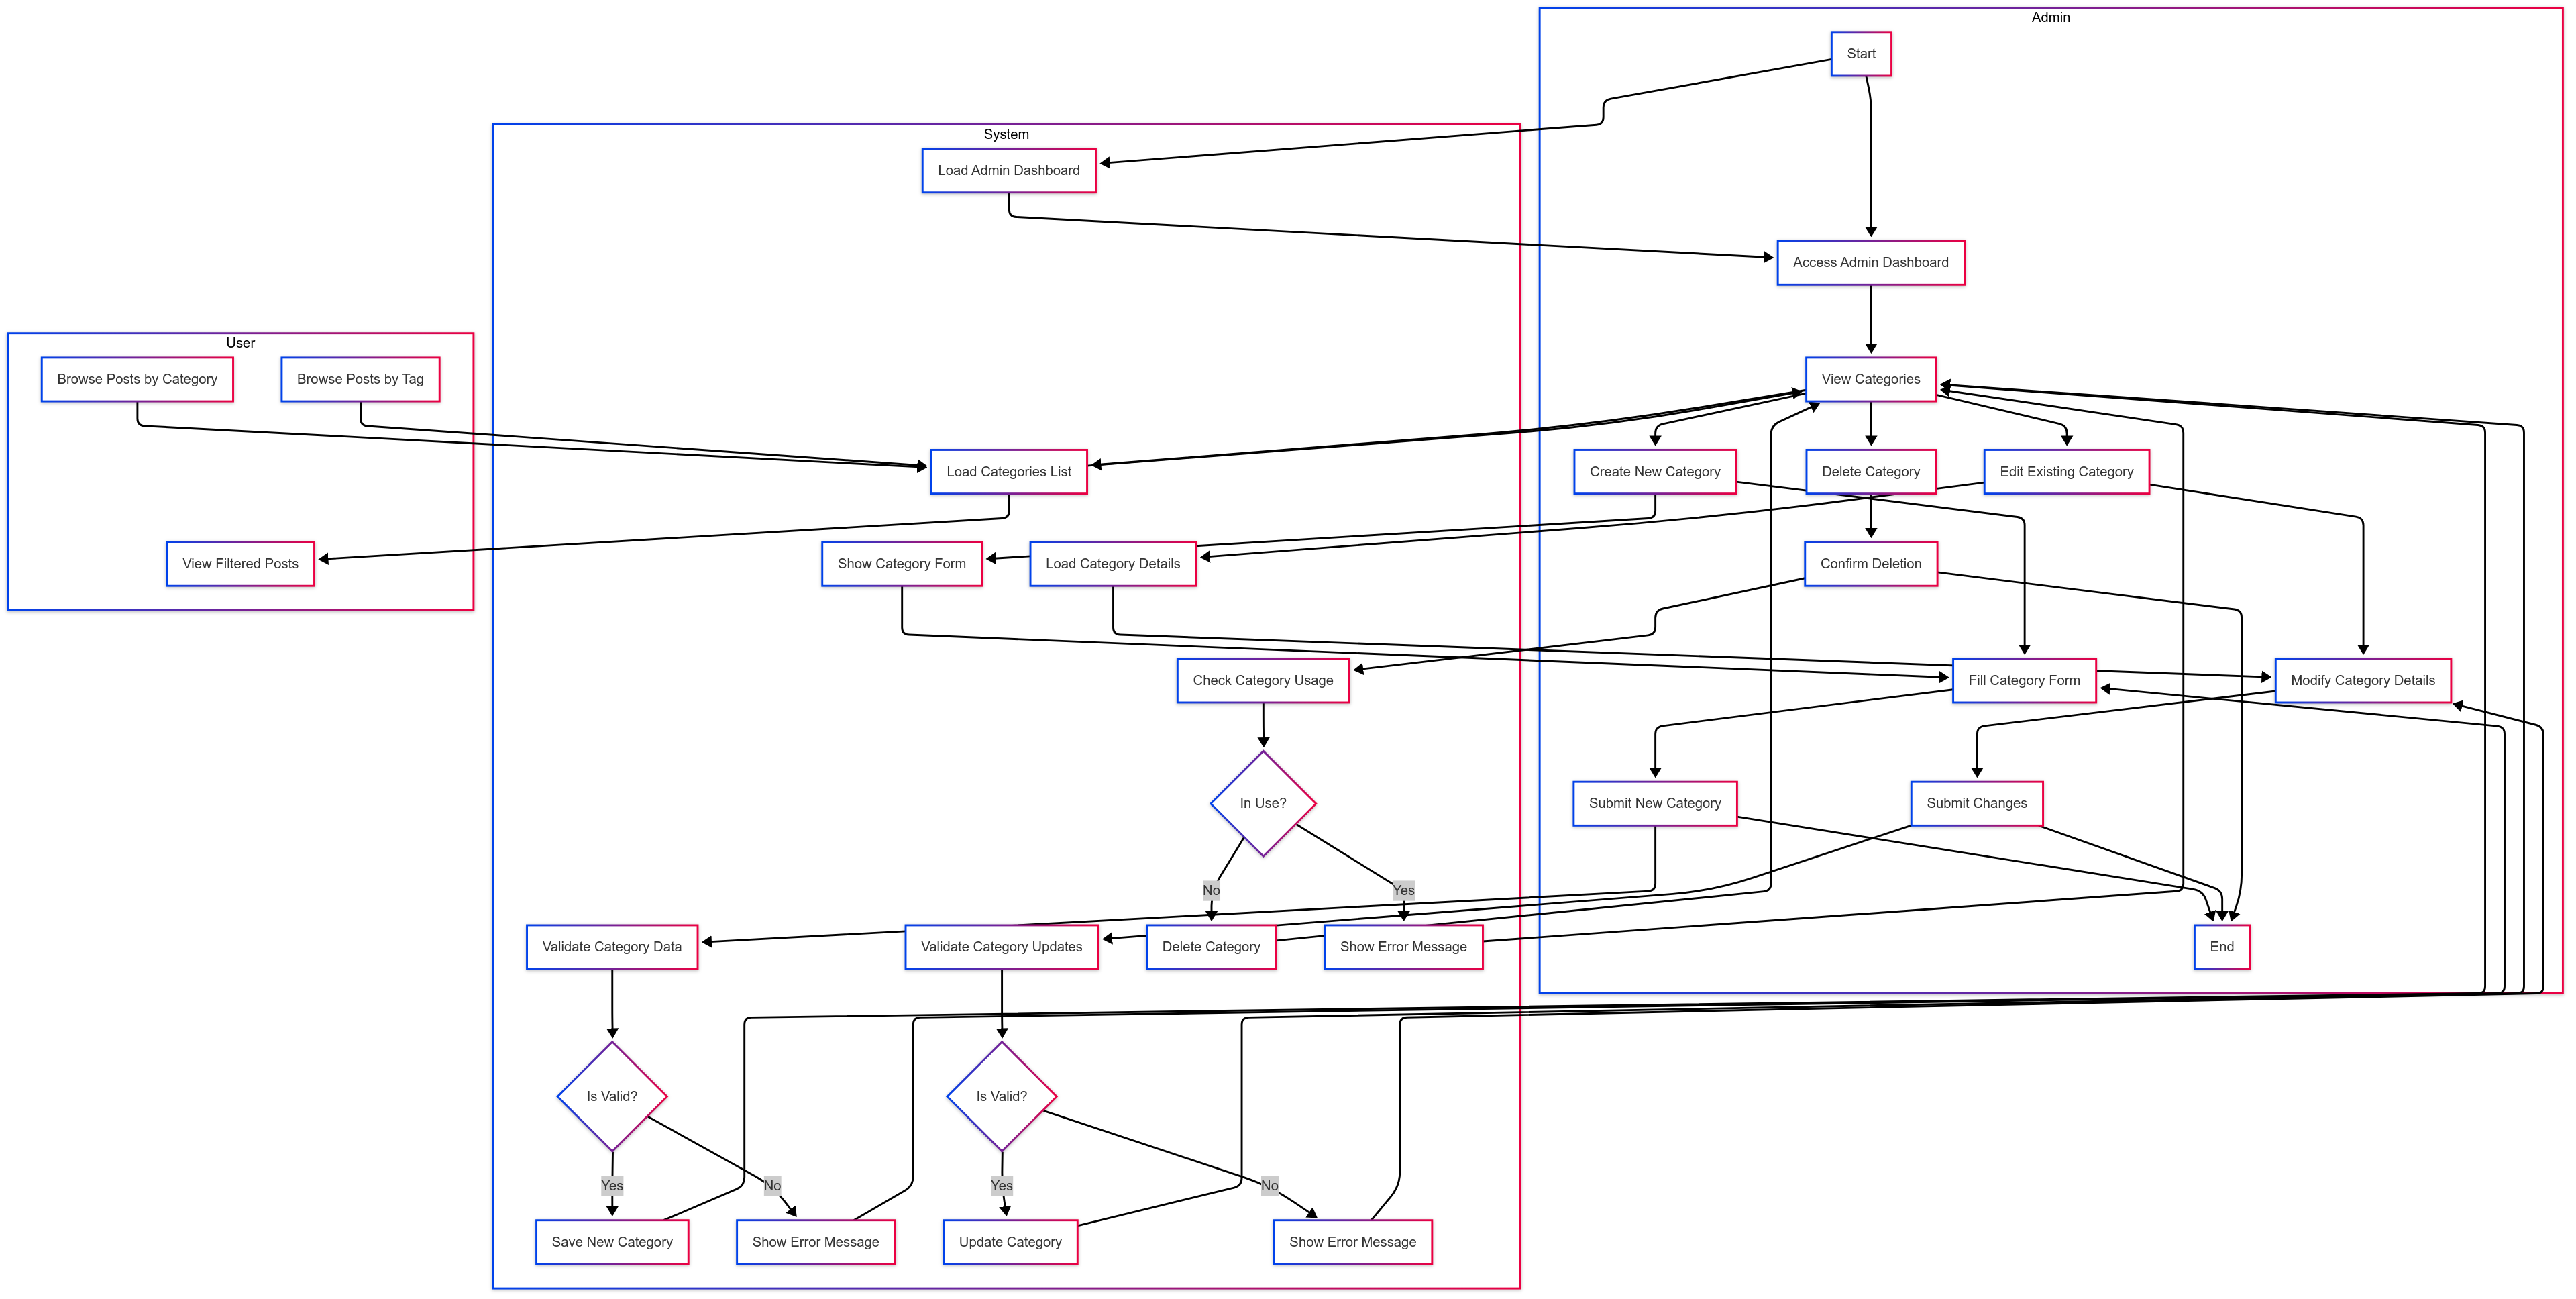 Admin
Start
System
Load Admin Dashboard
Access Admin Dashboard
User
Browse Posts by Category
Browse Posts by Tag
View Categories
Load Categories List
Create New Category
Delete Category
Edit Existing Category
View Filtered Posts
Show Category Form
Load Category Details
Confirm Deletion
Check Category Usage
Fill Category Form
Modify Category Details
In Use?
Submit New Category
Submit Changes
No
Yes
Validate Category Data
Validate Category Updates
Delete Category
Show Error Message
End
Is Valid?
Is Valid?
Yes
No
Yes
No
Save New Category
Show Error Message
Update Category
Show Error Message